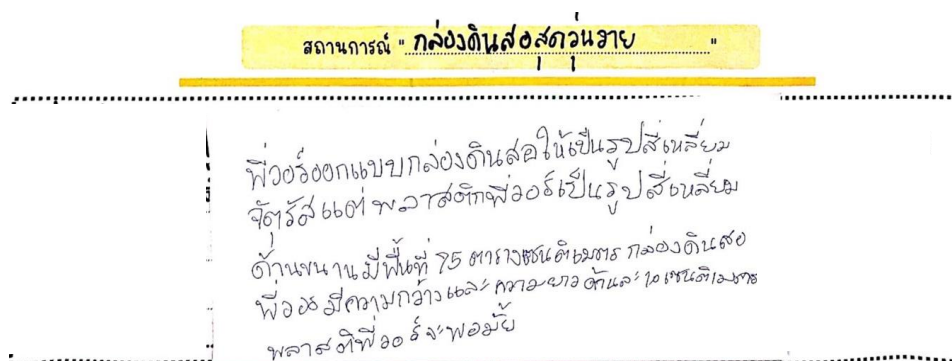 สถานการณ์ "กล่องดินสอสุดวุ่นวาย"
พี่วอร์ออกแบบกล่องดินสอให้เป็นรูปสี่เหลี่ยม
จัตุรัสแต่พลาสติกพี่วอร์เป็นรูปสี่เหลี่ยม
ด้านขนานมีพื้นที่ 75 ตารางเซนติเมตร กล่องดินสอ
พี่วอร์มีความกว้างและความยาวด้านละ 10 เซนติเมตร
พลาสติพี่วอร์จะพอมั้ย